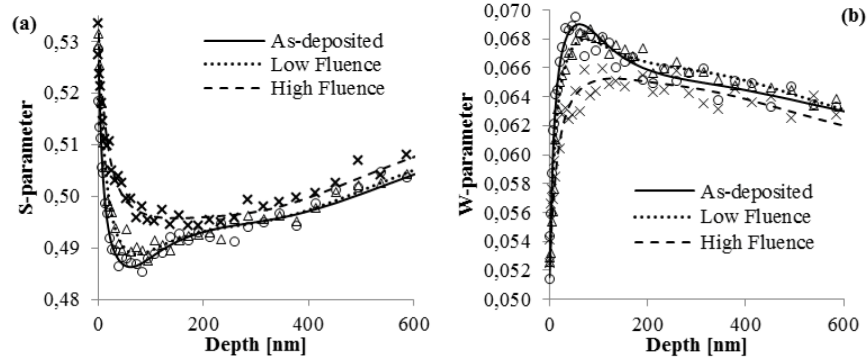 (a)
0,53
0,52
0,51
0,50
0,49
0,48
S-parameter
As-deposited
Low Fluence
High Fluence
0
200
400
600
Depth [nm]
(b)
0,070
0,068
0,066
0,064
0,062
0,060
0,058
0,056
0,054
0,052
0,050
W-parameter
As-deposited
Low Fluence
High Fluence
0
200
400
600
Depth [nm]